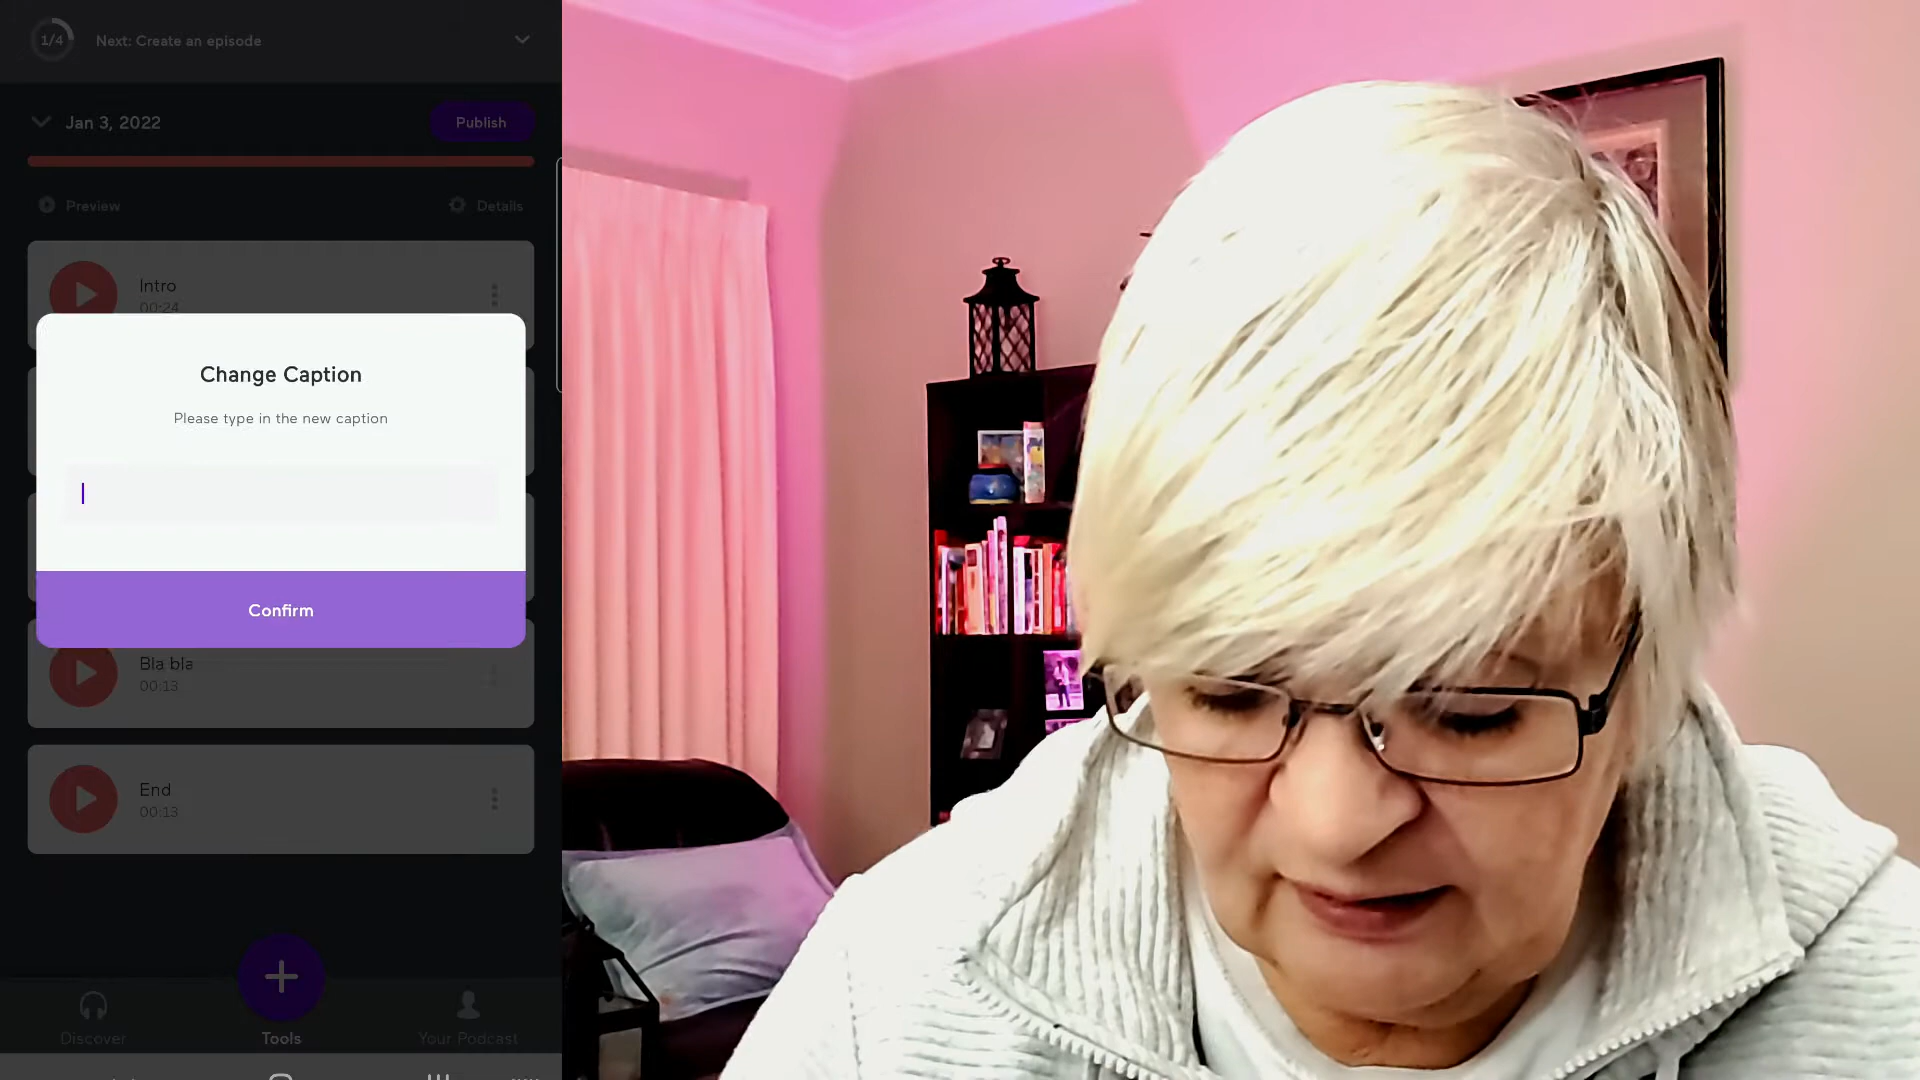 1/4
Next: Create an episode
Jan 3, 2022
Publish
Preview
Details
Intro
00:24
Change Caption
Please type in the new caption
Confirm
Bla bla
00:13
End
00:13
Discover
Tools
Your Podcast